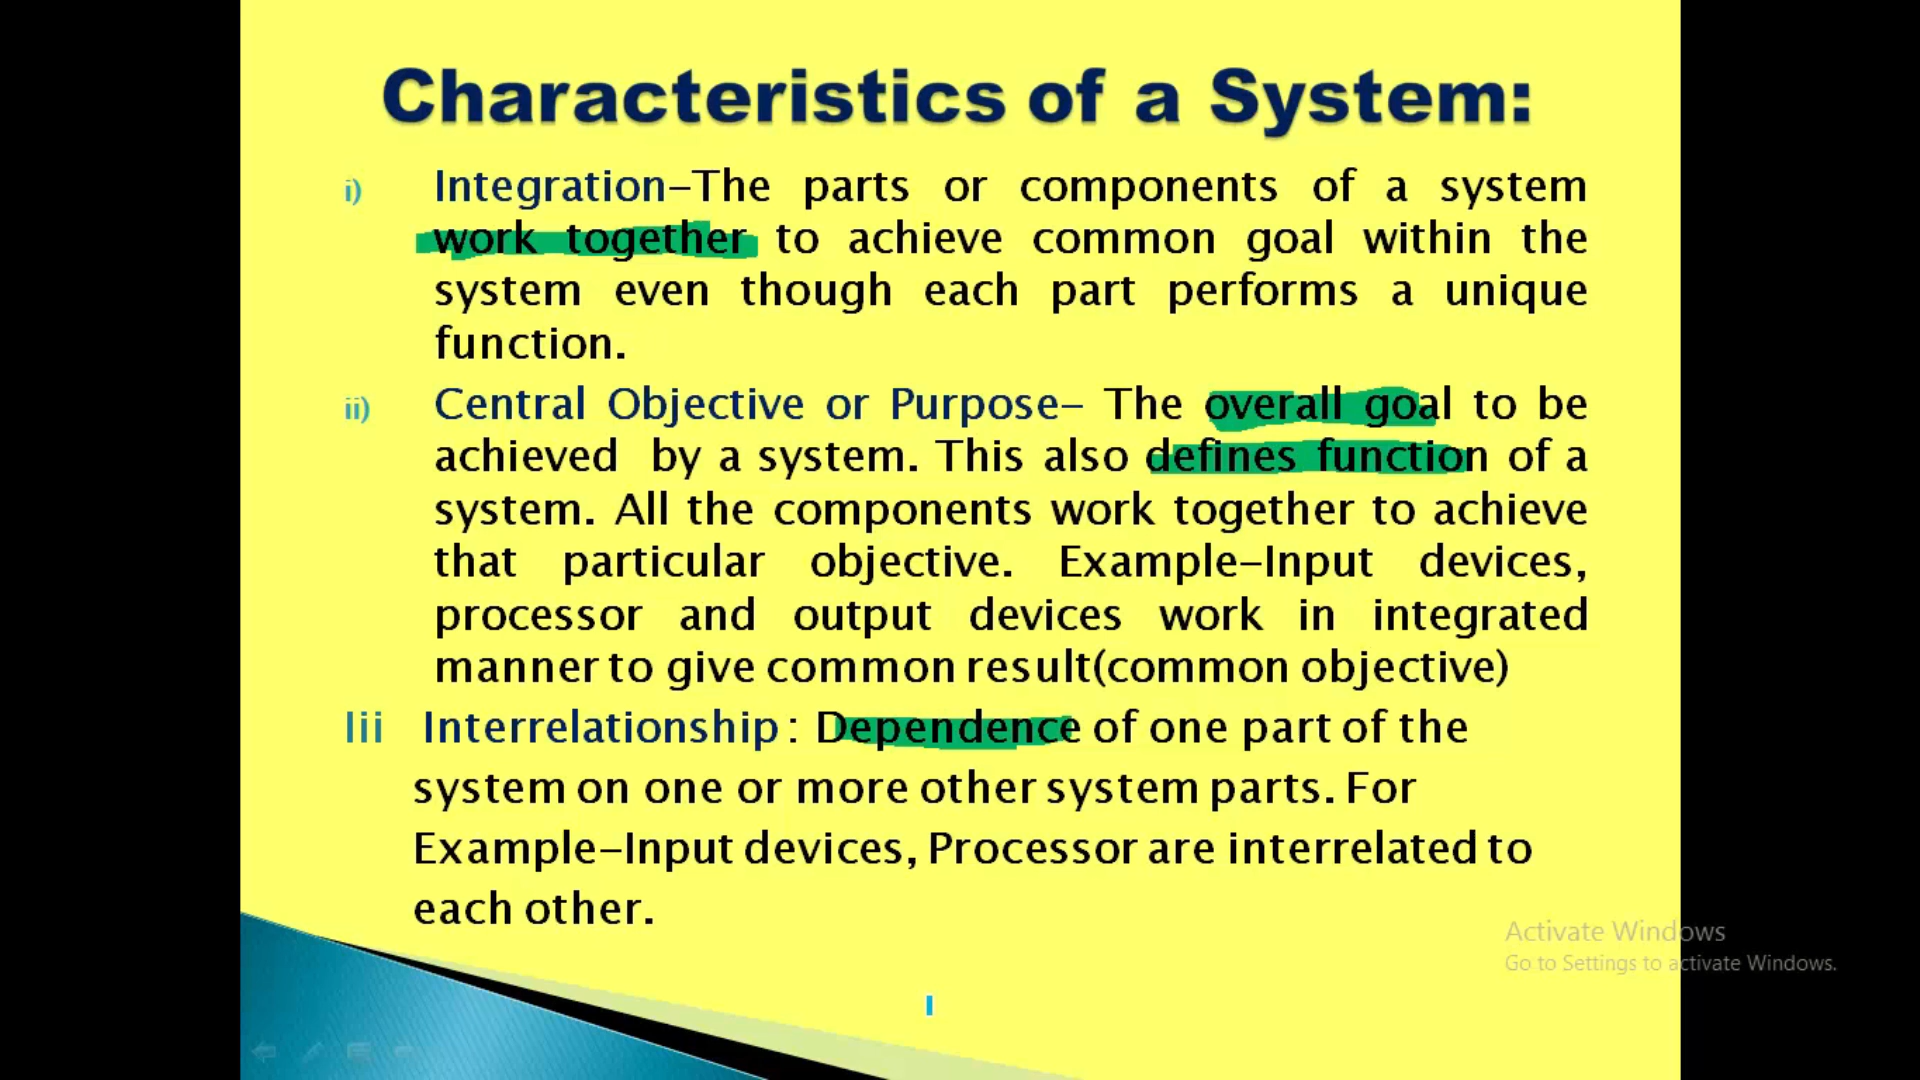 Characteristics of a System:
i) Integration-The parts or components of a system
work together to achieve common goal within the
system even though each part performs a unique
function.
ii) Central Objective or Purpose- The overall goal to be
achieved by a system. This also defines function of a
system. All the components work together to achieve
that particular objective. Example-Input devices,
processor and output devices work in integrated
manner to give common result(common objective)
Iii Interrelationship: Dependence of one part of the
system on one or more other system parts. For
Example-Input devices, Processor are interrelated to
each other.
Activate Windows
Go to Settings to activate Windows.